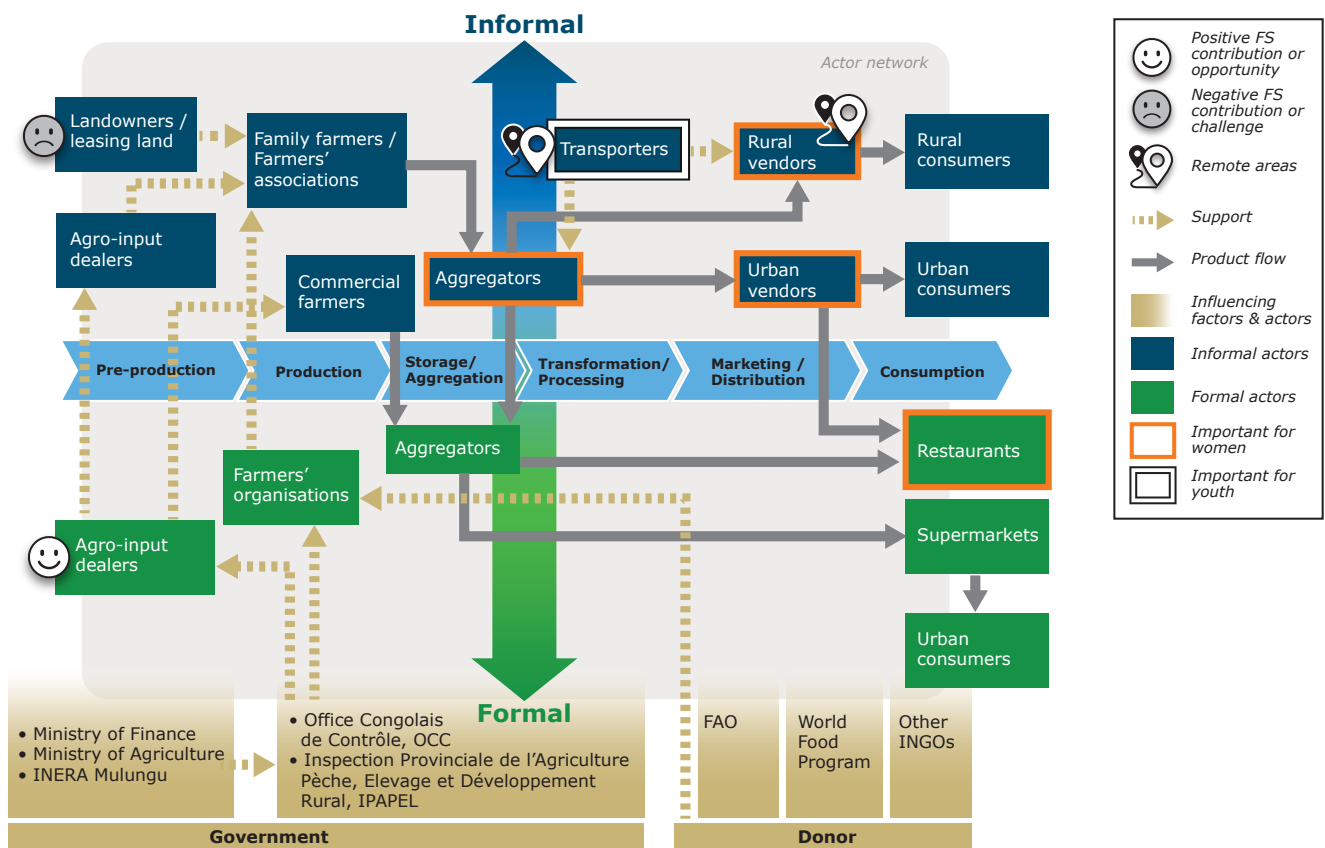 Informal
Actor network
Landowners /
leasing land
Family farmers /
Farmers'
associations
Transporters
Rural
vendors
Rural
consumers
Agro-input
dealers
Commercial
farmers
Aggregators
Urban
vendors
Urban
consumers
Pre-production
Production
Storage/
Aggregation
Transformation/
Processing
Marketing /
Distribution
Consumption
Aggregators
Restaurants
Farmers'
organisations
Supermarkets
Agro-input
dealers
Urban
consumers
Formal
• Ministry of Finance
• Ministry of Agriculture
• INERA Mulungu
• Office Congolais
de Contrôle, OCC
• Inspection Provinciale de l'Agriculture
Pèche, Elevage et Développement
Rural, IPAPEL
FAO
World
Food
Program
Other
INGOs
Government
Donor
Positive FS
contribution or
opportunity
Negative FS
contribution or
challenge
Remote areas
Support
Product flow
Influencing
factors & actors
Informal actors
Formal actors
Important for
women
Important for
youth